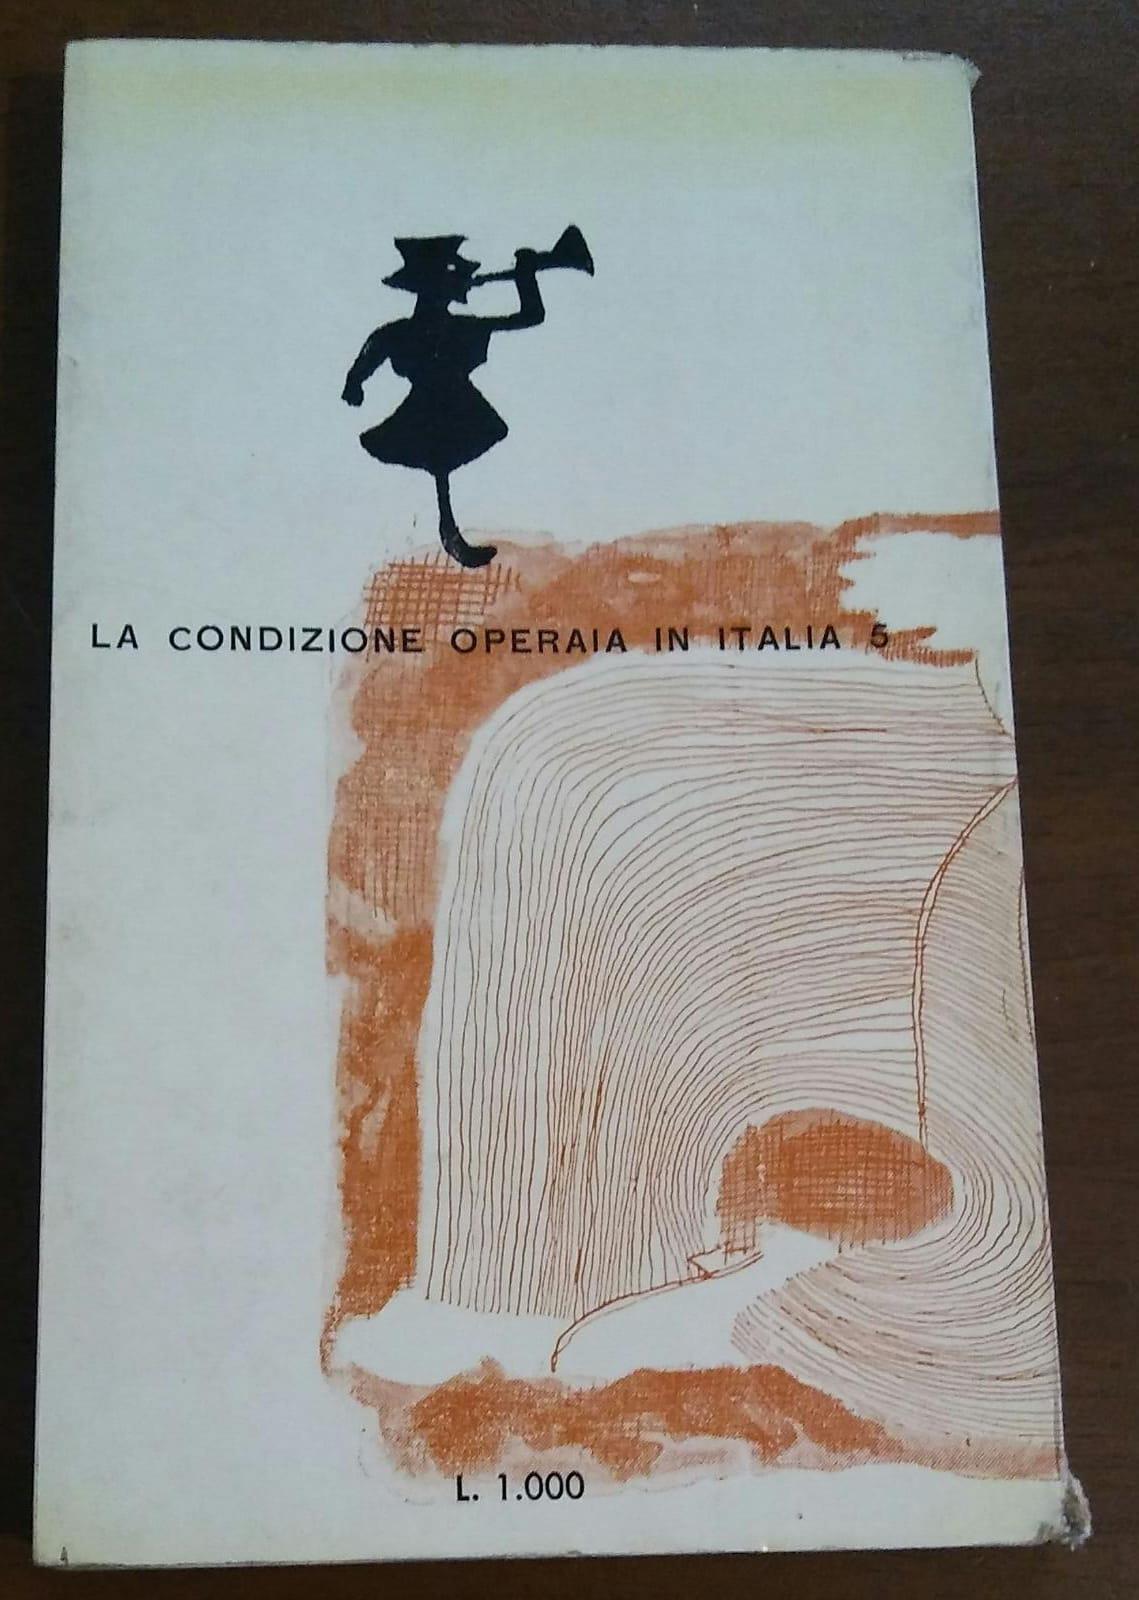 LA CONDIZIONE OPERAIA IN ITALIA 5
L. 1.000